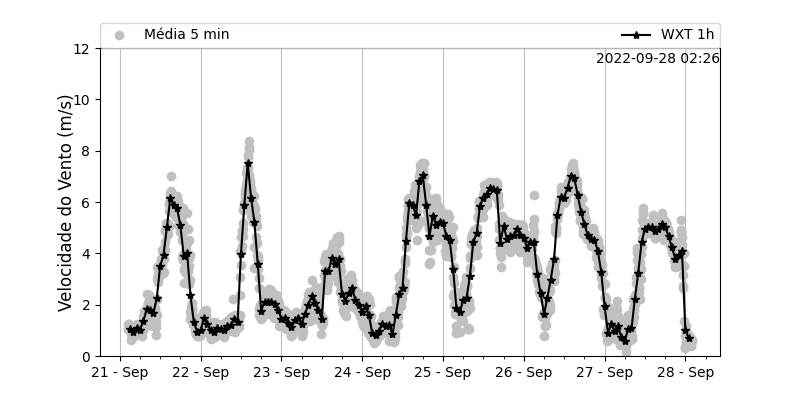 Média 5 min
WXT 1h
2022-09-28 02:26
Velocidade do Vento (m/s)
12
10
8
6
4
2
0
21 - Sep
22 - Sep
23 - Sep
24 - Sep
25 - Sep
26 - Sep
27 - Sep
28 - Sep